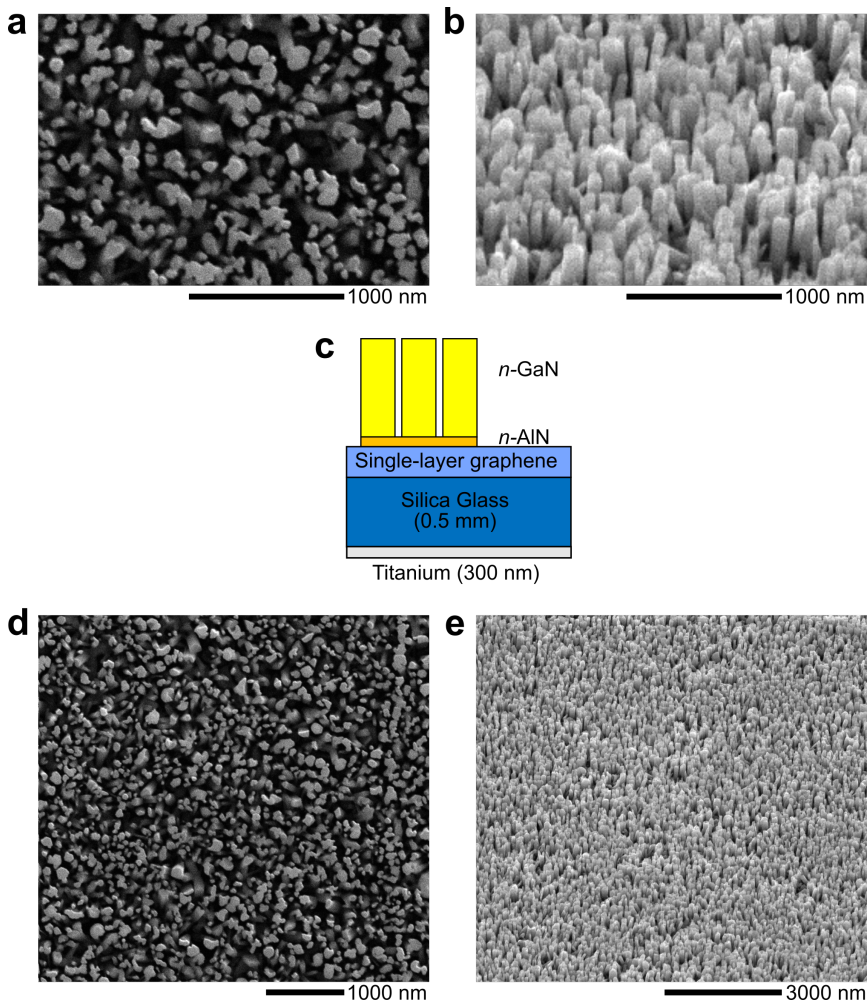 a
b
1000 nm
1000 nm
c
n-GaN
n-AlN
Single-layer graphene
Silica Glass
(0.5 mm)
Titanium (300 nm)
d
e
1000 nm
3000 nm